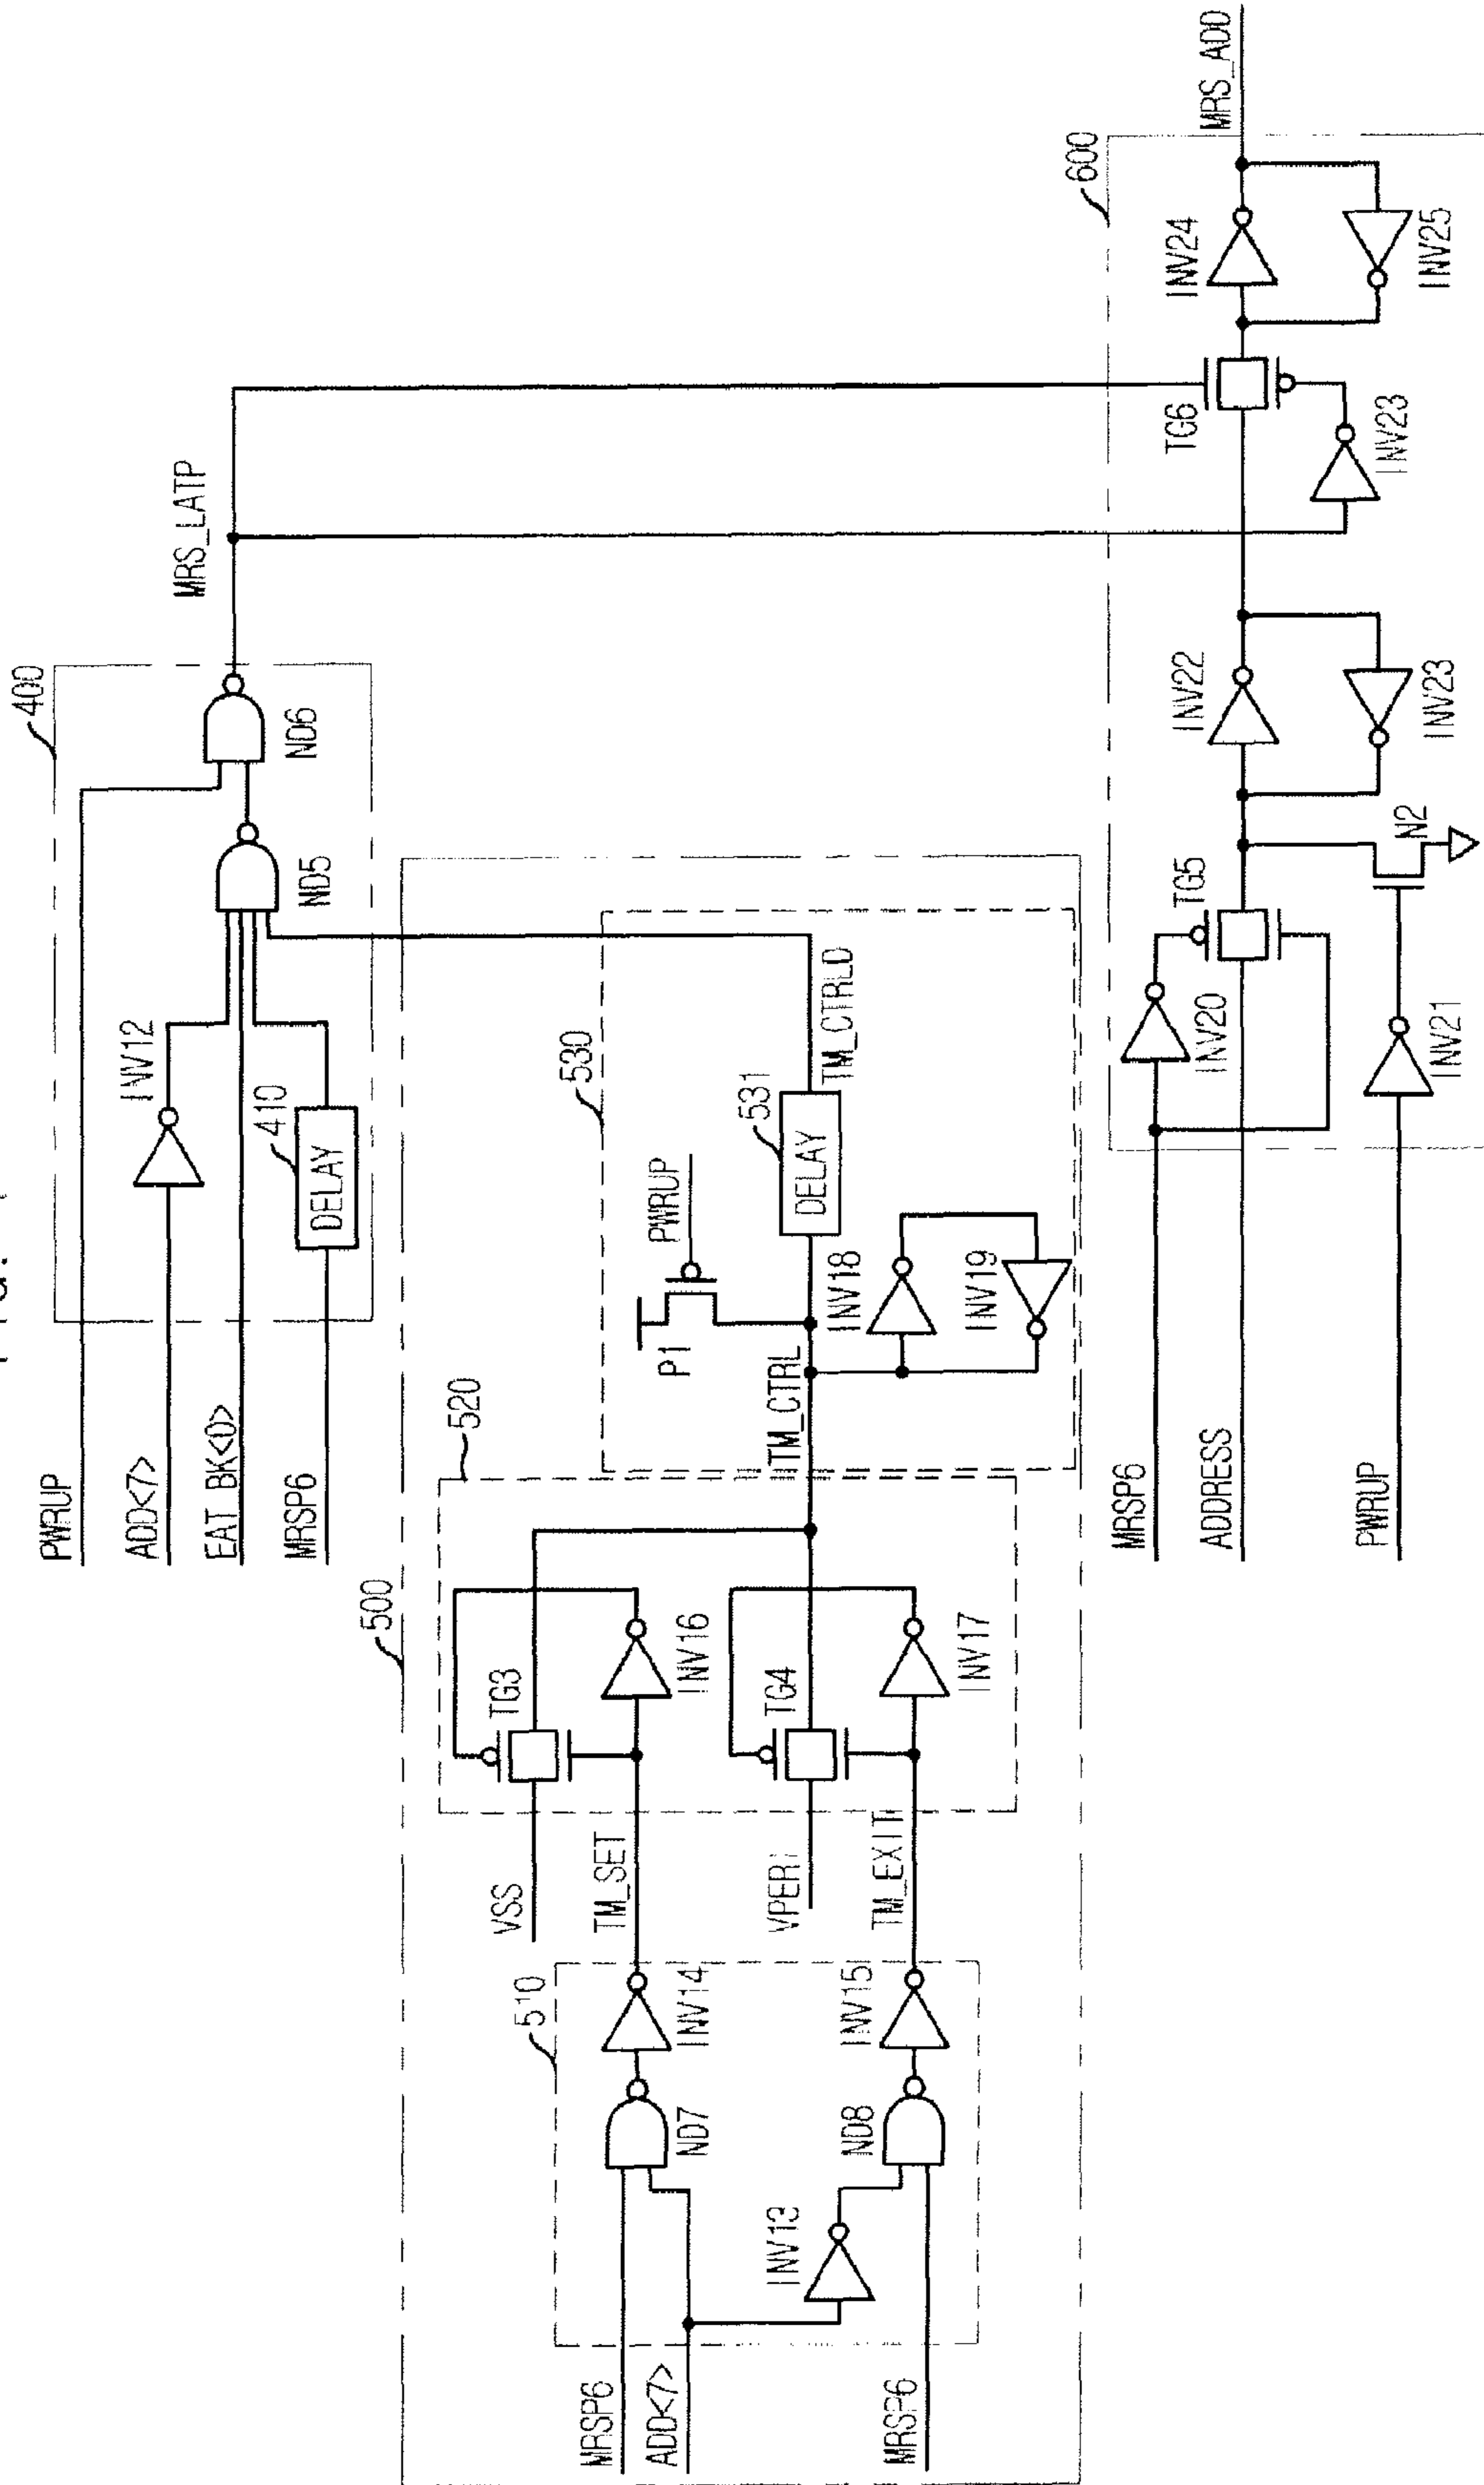 PWRUP
ADD<7>
EAT_BK<0>
MRSP6
400
INV12
410
DELAY
ND5
ND6
MRS_LATP
500
510
MRSP6
ADD<7>
MRSP6
INV13
ND7
ND8
INV14
INV15
VSS
TM_SET
VPERI
TM_EXIT
520
TG3
INV16
TG4
INV17
530
TM_CTRL
P1
PWRUP
INV18
INV19
531
DELAY
TM_CTRLD
600
MRSP6
ADDRESS
PWRUP
INV20
INV21
TG5
N2
INV22
INV23
TG6
INV23
INV24
INV25
MRS_ADD